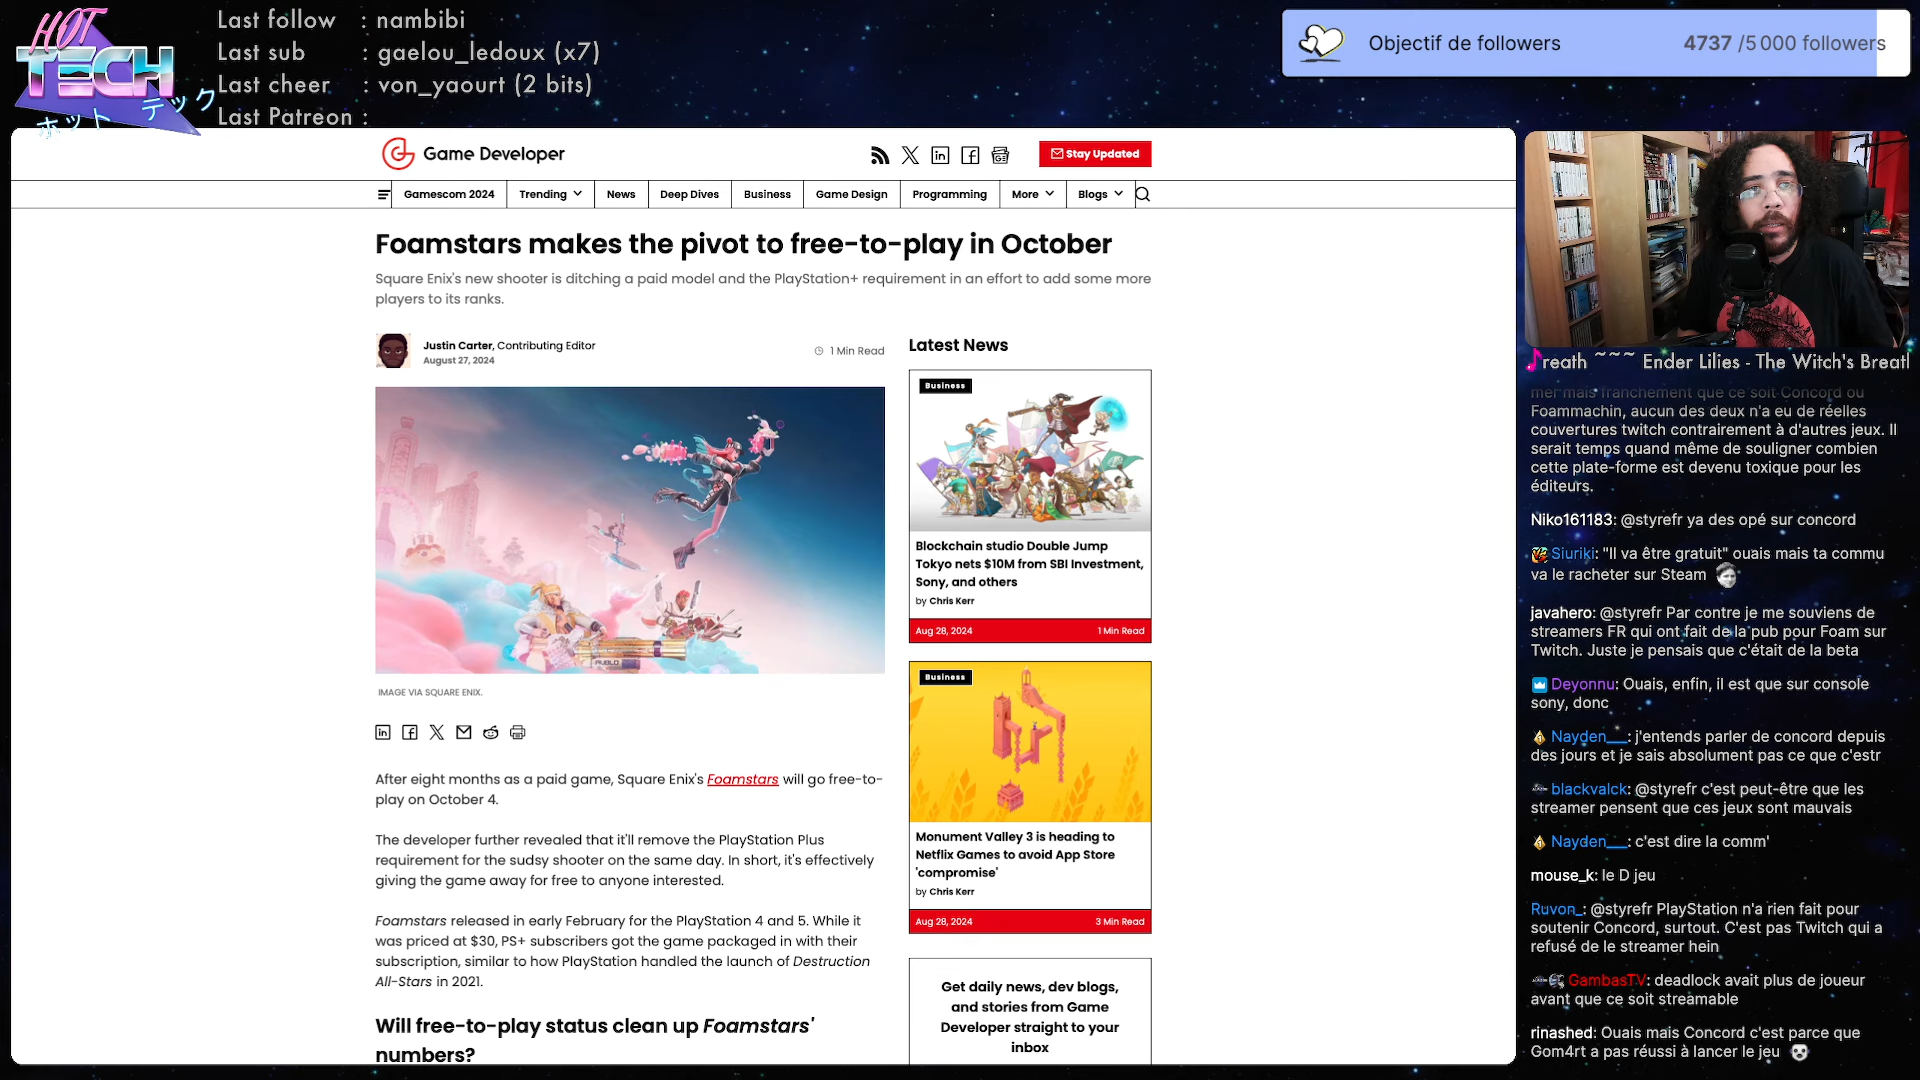 HOT
TECH
ホット テック
Last follow : nambibi
Last sub : gaelou_ledoux (x7)
Last cheer : von_yaourt (2 bits)
Last Patreon :
Objectif de followers 4737 /5 000 followers
Game Developer
Stay Updated
Gamescom 2024 Trending News Deep Dives Business Game Design Programming More Blogs
Foamstars makes the pivot to free-to-play in October
Square Enix's new shooter is ditching a paid model and the PlayStation+ requirement in an effort to add some more
players to its ranks.
Justin Carter, Contributing Editor
August 27, 2024
1 Min Read
IMAGE VIA SQUARE ENIX.
After eight months as a paid game, Square Enix's Foamstars will go free-to-
play on October 4.
The developer further revealed that it'll remove the PlayStation Plus
requirement for the sudsy shooter on the same day. In short, it's effectively
giving the game away for free to anyone interested.
Foamstars released in early February for the PlayStation 4 and 5. While it
was priced at $30, PS+ subscribers got the game packaged in with their
subscription, similar to how PlayStation handled the launch of Destruction
All-Stars in 2021.
Will free-to-play status clean up Foamstars'
numbers?
Latest News
Business
Blockchain studio Double Jump
Tokyo nets $10M from SBI Investment,
Sony, and others
by Chris Kerr
Aug 28, 2024 1 Min Read
Business
Monument Valley 3 is heading to
Netflix Games to avoid App Store
'compromise'
by Chris Kerr
Aug 28, 2024 3 Min Read
Get daily news, dev blogs,
and stories from Game
Developer straight to your
inbox
reath ~~~ Ender Lilies - The Witch's Breath
mer mais franchement que ce soit Concord ou
Foammachin, aucun des deux n'a eu de réelles
couvertures twitch contrairement à d'autres jeux. Il
serait temps quand même de souligner combien
cette plate-forme est devenu toxique pour les
éditeurs.
Niko161183: @styrefr ya des opé sur concord
Siuriki: "Il va être gratuit" ouais mais ta commu
va le racheter sur Steam
javahero: @styrefr Par contre je me souviens de
streamers FR qui ont fait de la pub pour Foam sur
Twitch. Juste je pensais que c'était de la beta
Deyonnu: Ouais, enfin, il est que sur console
sony, donc
Nayden___: j'entends parler de concord depuis
des jours et je sais absolument pas ce que c'estr
blackvalck: @styrefr c'est peut-être que les
streamer pensent que ces jeux sont mauvais
Nayden___: c'est dire la comm'
mouse_k: le D jeu
Ruvon_: @styrefr PlayStation n'a rien fait pour
soutenir Concord, surtout. C'est pas Twitch qui a
refusé de le streamer hein
GambasTV: deadlock avait plus de joueur
avant que ce soit streamable
rinashed: Ouais mais Concord c'est parce que
Gom4rt a pas réussi à lancer le jeu